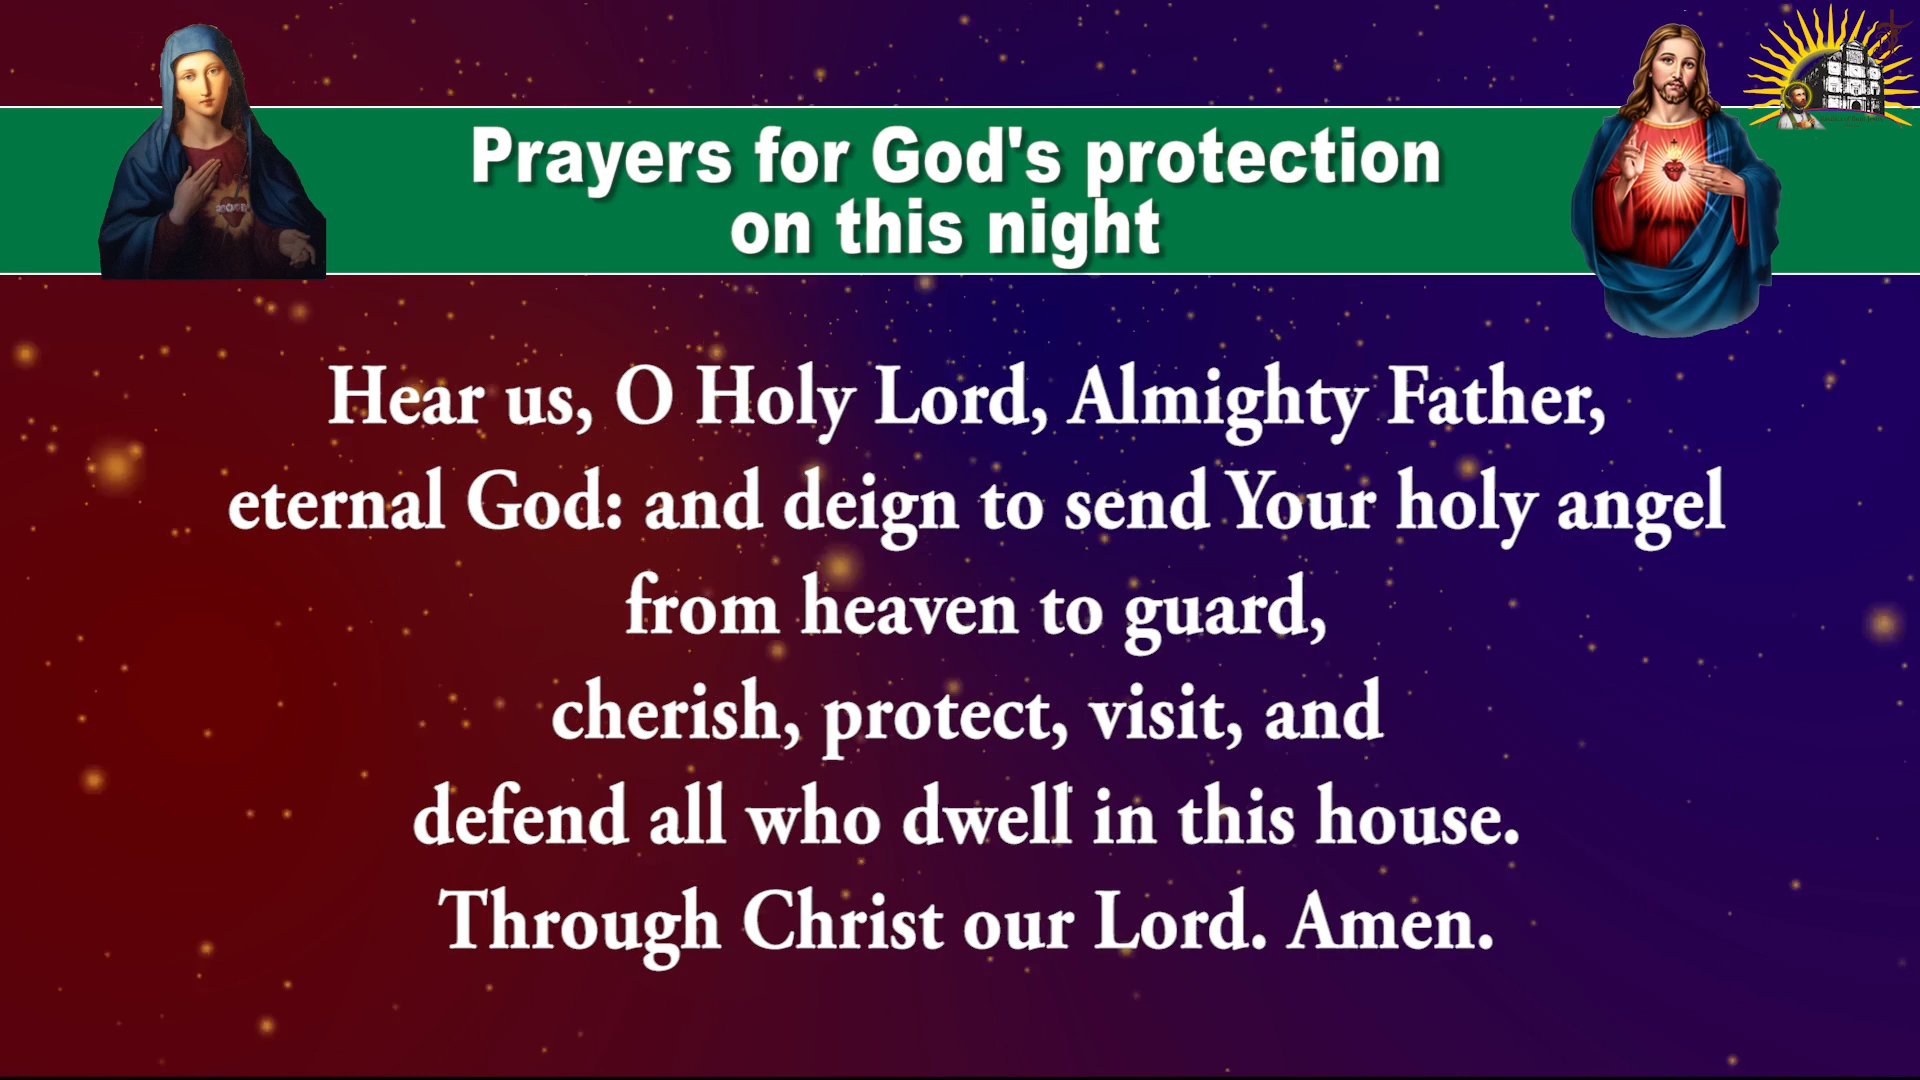 Prayers for God's protection
on this night
Hear us, O Holy Lord, Almighty Father,
eternal God: and deign to send Your holy angel
from heaven to guard,
cherish, protect, visit, and
defend all who dwell in this house.
Through Christ our Lord. Amen.